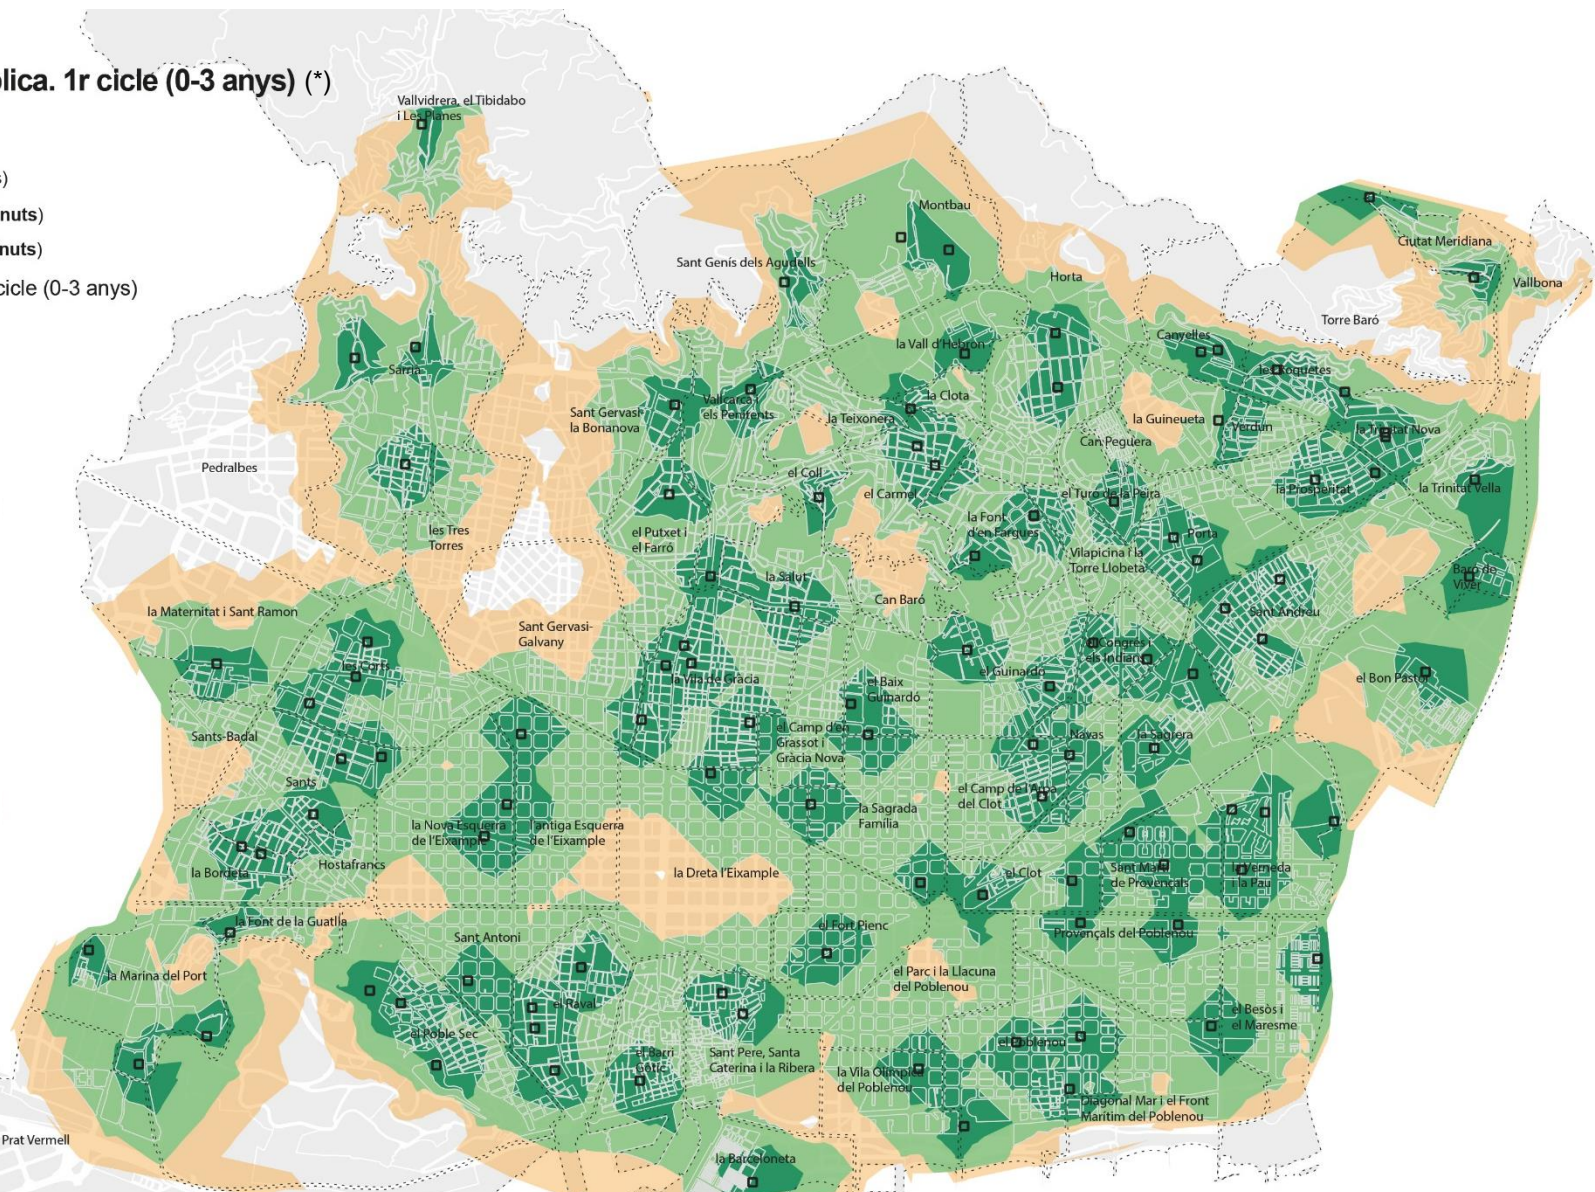 olica. 1r cicle (0-3 anys) (*)
s)
nuts)
nuts)
cicle (0-3 anys)
Vallvidrera, el Tibidabo
i Les Planes
Montbau
Ciutat Meridiana
Sant Genís dels Agudells
Horta
Vallbona
Torre Baró
Canyelles
la Vall d'Hebron
les Roquetes
Sarrià
Vallcarca i
els Penitents
la Clota
Sant Gervasi
la Bonanova
la Teixonera
la Guineueta
Verdun
la Trinitat Nova
Can Peguera
Pedralbes
el Coll
el Carmel
el Turó de la Peira
la Prosperitat
la Trinitat Vella
les Tres
Torres
el Putxet i
el Farró
la Font
d'en Fargues
Porta
Vilapicina i la
Torre Llobeta
la Salut
Baró de
Viver
Can Baró
la Maternitat i Sant Ramon
Sant Gervasi-
Galvany
Sant Andreu
les Corts
Congrés i
els Indians
la Vila de Gràcia
el Guinardó
el Bon Pastor
el Baix
Guinardó
Sants-Badal
el Camp d'en
Grassot i
Gràcia Nova
Navas
la Sagrera
Sants
el Camp de l'Arpa
del Clot
la Sagrada
Família
la Nova Esquerra
de l'Eixample
l'antiga Esquerra
de l'Eixample
Hostafrancs
la Bordeta
la Dreta l'Eixample
el Clot
Sant Martí
de Provençals
la Verneda
i la Pau
la Font de la Guatlla
Sant Antoni
el Fort Pienc
Provençals del Poblenou
la Marina del Port
el Parc i la Llacuna
del Poblenou
el Raval
el Besòs i
el Maresme
el Poble Sec
el Poblenou
el Barri
Gòtic
Sant Pere, Santa
Caterina i la Ribera
la Vila Olímpica
del Poblenou
Diagonal Mar i el Front
Marítim del Poblenou
Prat Vermell
la Barceloneta